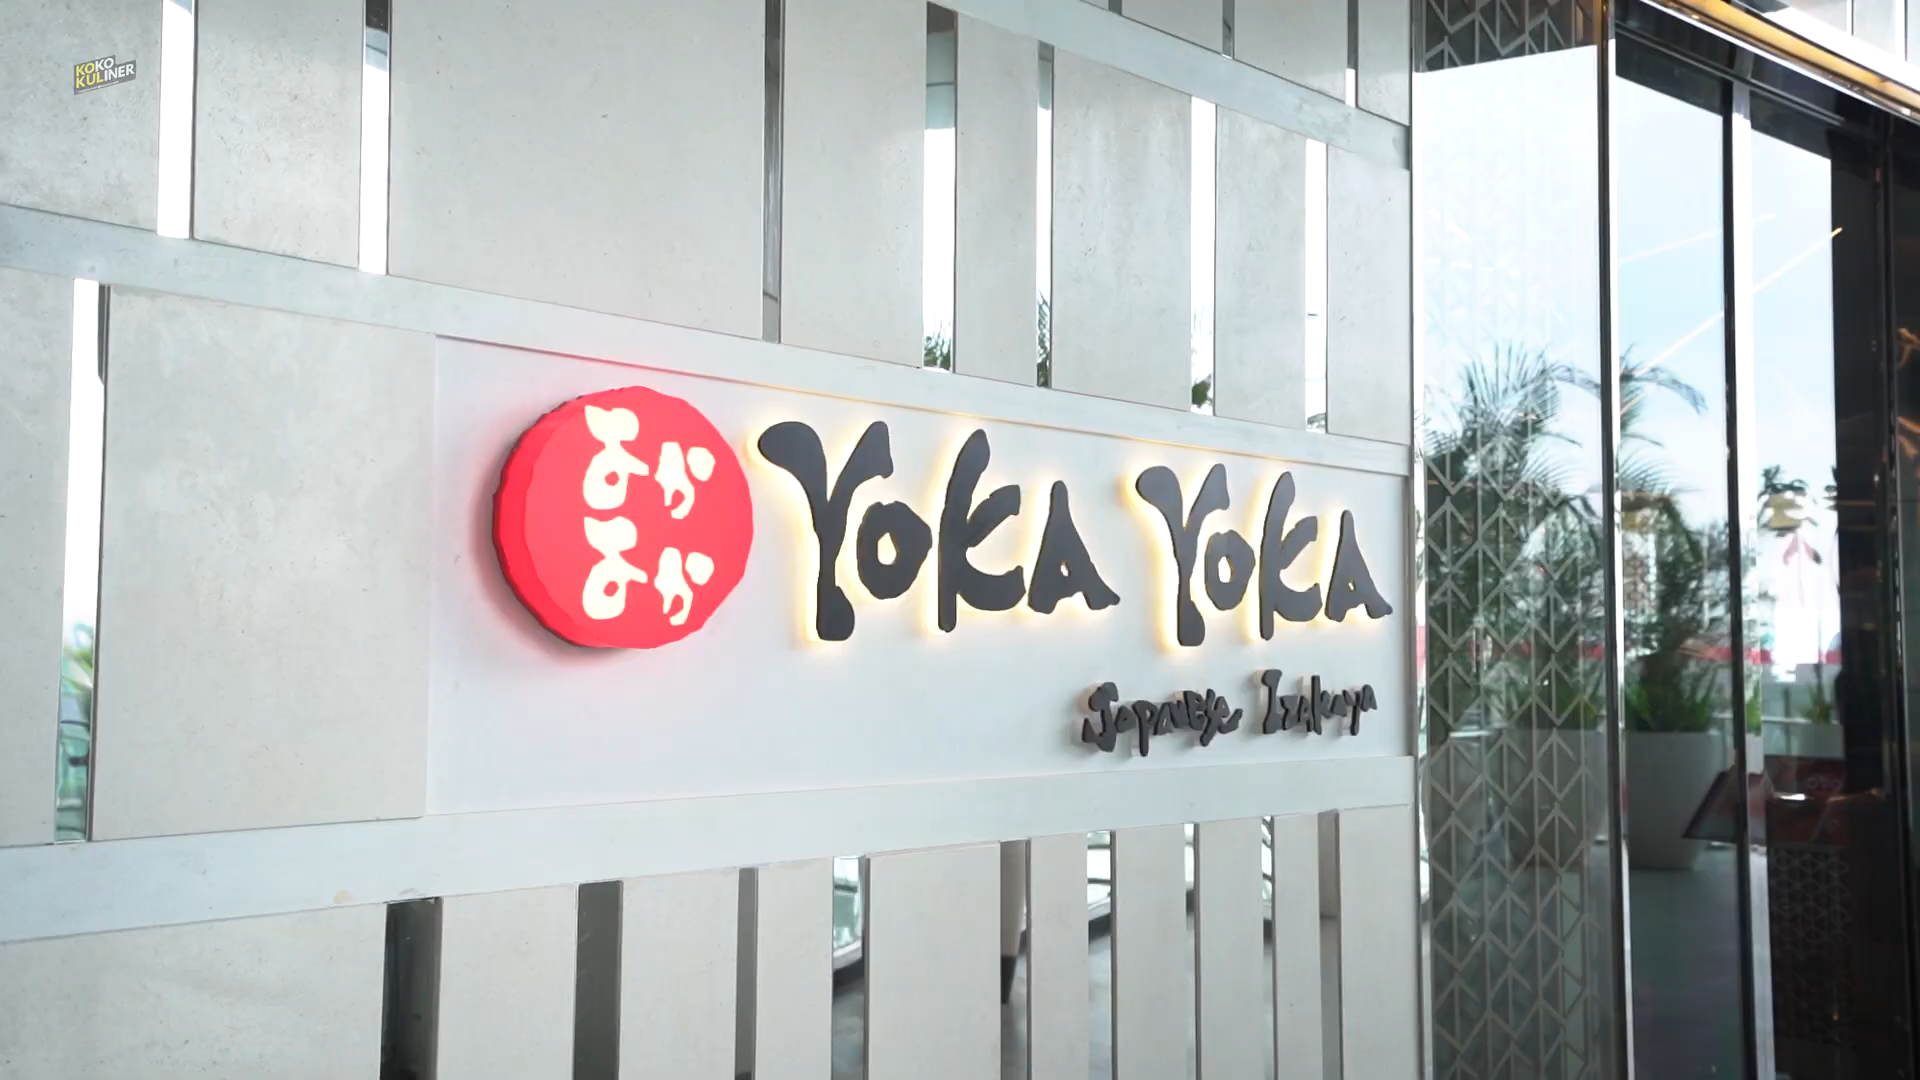 KOKO
KULINER
よか
よか
YOKA YOKA
Japanese Izakaya